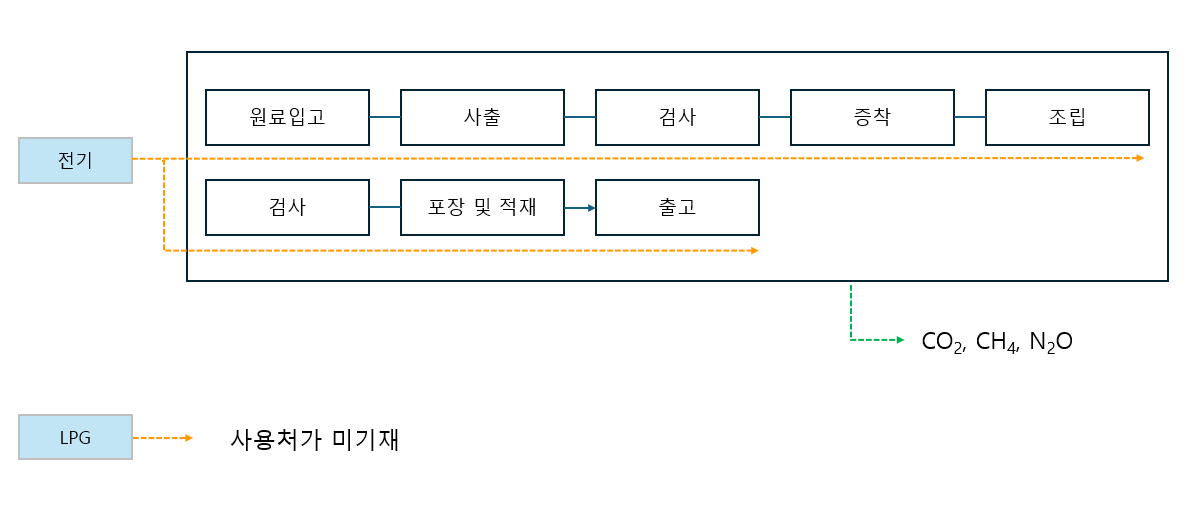 원료입고
사출
검사
증착
조립
전기
검사
포장 및 적재
출고
CO₂, CH₄, N₂O
LPG
사용처가 미기재